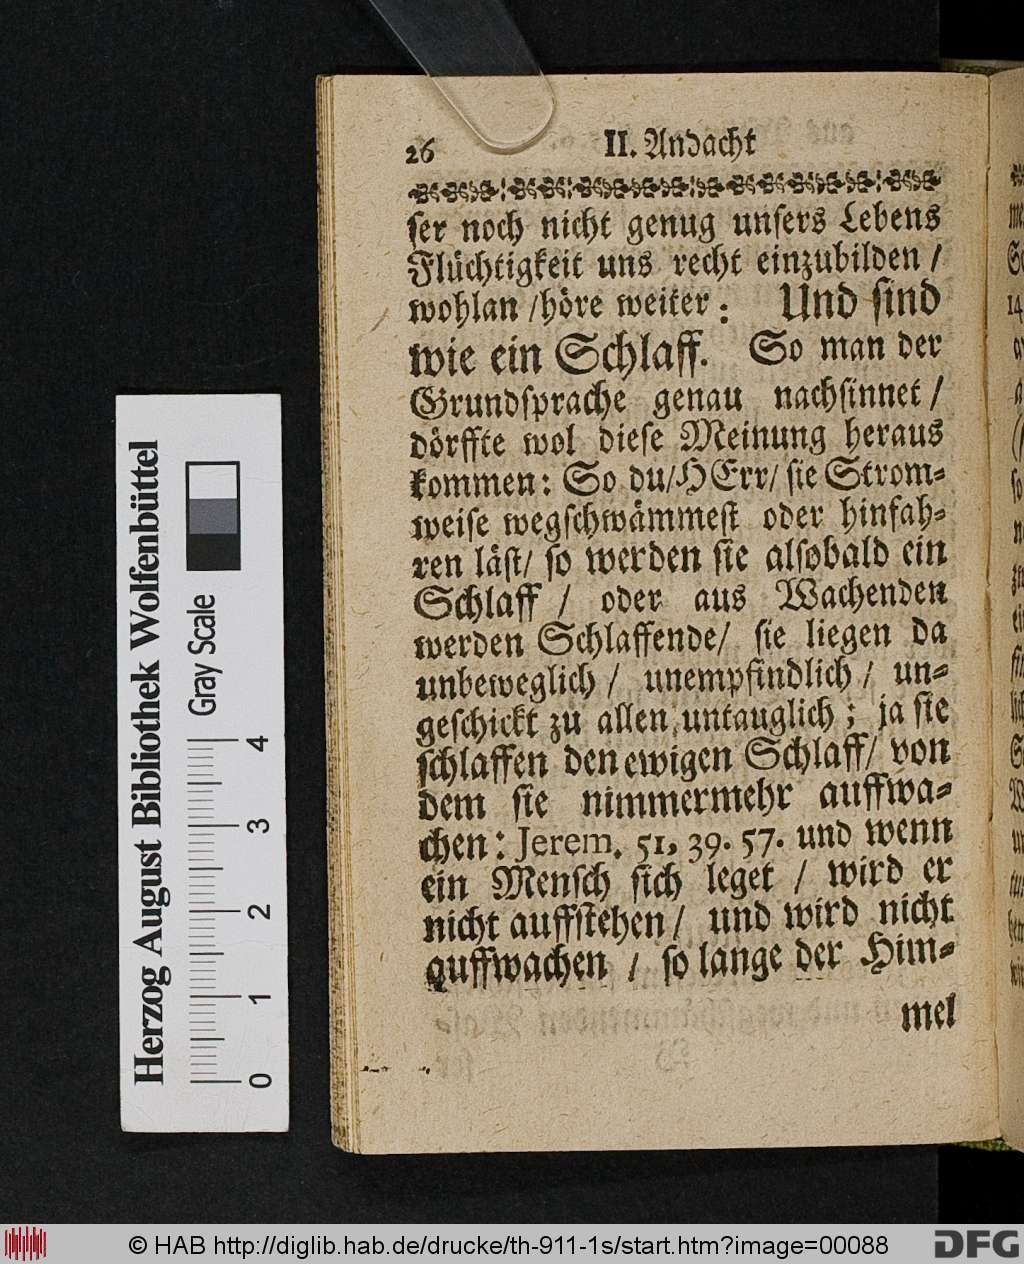 26 II. Andacht
ser noch nicht genug unsers Lebens
Flüchtigkeit uns recht einzubilden /
wohlan / höre weiter: Und sind
wie ein Schlaff. So man der
Grundsprache genau nachsinnet /
dörffte wol diese Meinung heraus
kommen: So du / HErr / sie Strom-
weise wegschwämmest oder hinfah-
ren läst / so werden sie alsobald ein
Schlaff / oder aus Wachenden
werden Schlaffende / sie liegen da
unbeweglich / unempfindlich / un-
geschickt zu allen, untauglich; ja sie
schlaffen den ewigen Schlaff / von
dem sie nimmermehr auffwa-
chen: Jerem. 51, 39. 57. und wenn
ein Mensch sich leget / wird er
nicht auffstehen / und wird nicht
auffwachen / so lange der Him-
mel
Herzog August Bibliothek Wolfenbüttel
Gray Scale
0 1 2 3 4
© HAB http://diglib.hab.de/drucke/th-911-1s/start.htm?image=00088
DFG